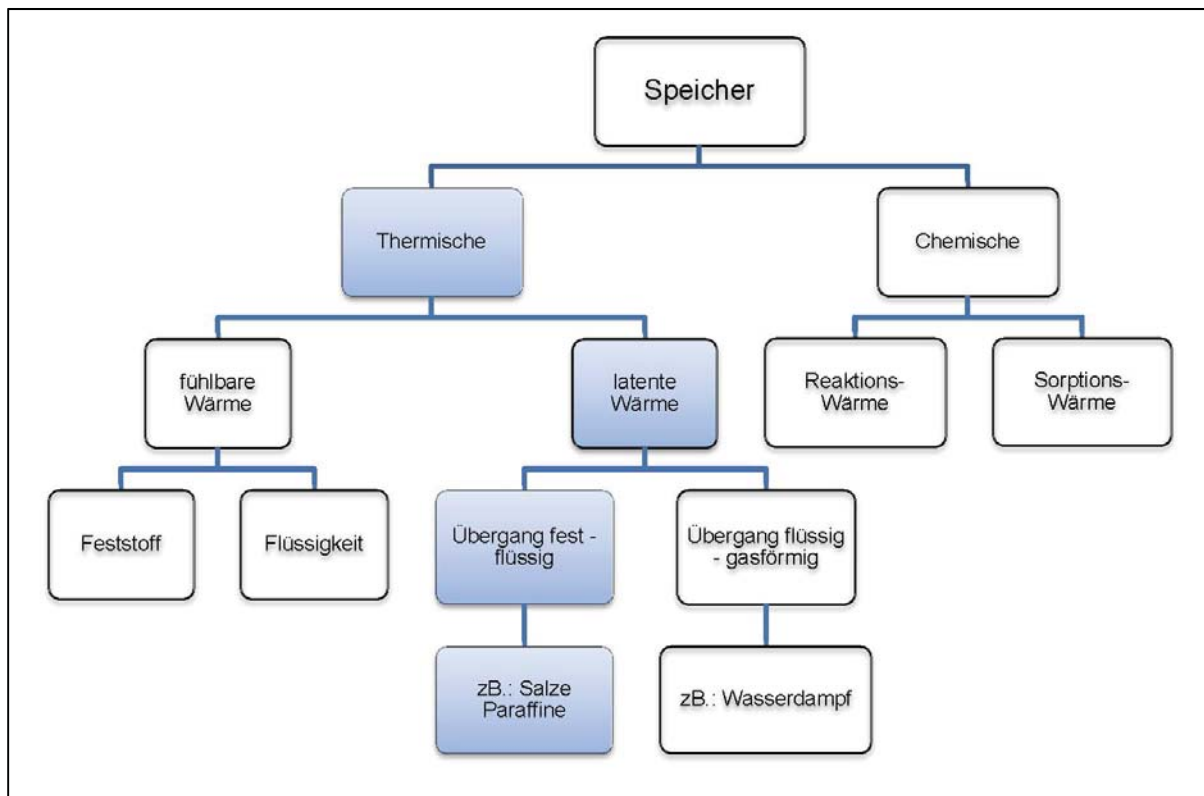 Speicher
Thermische
Chemische
fühlbare
Wärme
latente
Wärme
Reaktions-
Wärme
Sorptions-
Wärme
Feststoff
Flüssigkeit
Übergang fest -
flüssig
Übergang flüssig
- gasförmig
zB.: Salze
Paraffine
zB.: Wasserdampf